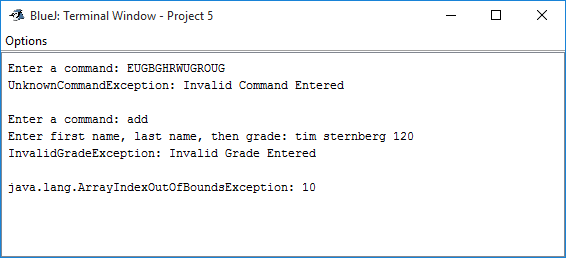 BlueJ: Terminal Window - Project 5
Options
Enter a command: EUGBGHRWUGROUG
UnknownCommandException: Invalid Command Entered
Enter a command: add
Enter first name, last name, then grade: tim sternberg 120
InvalidGradeException: Invalid Grade Entered
java.lang.ArrayIndexOutOfBoundsException: 10